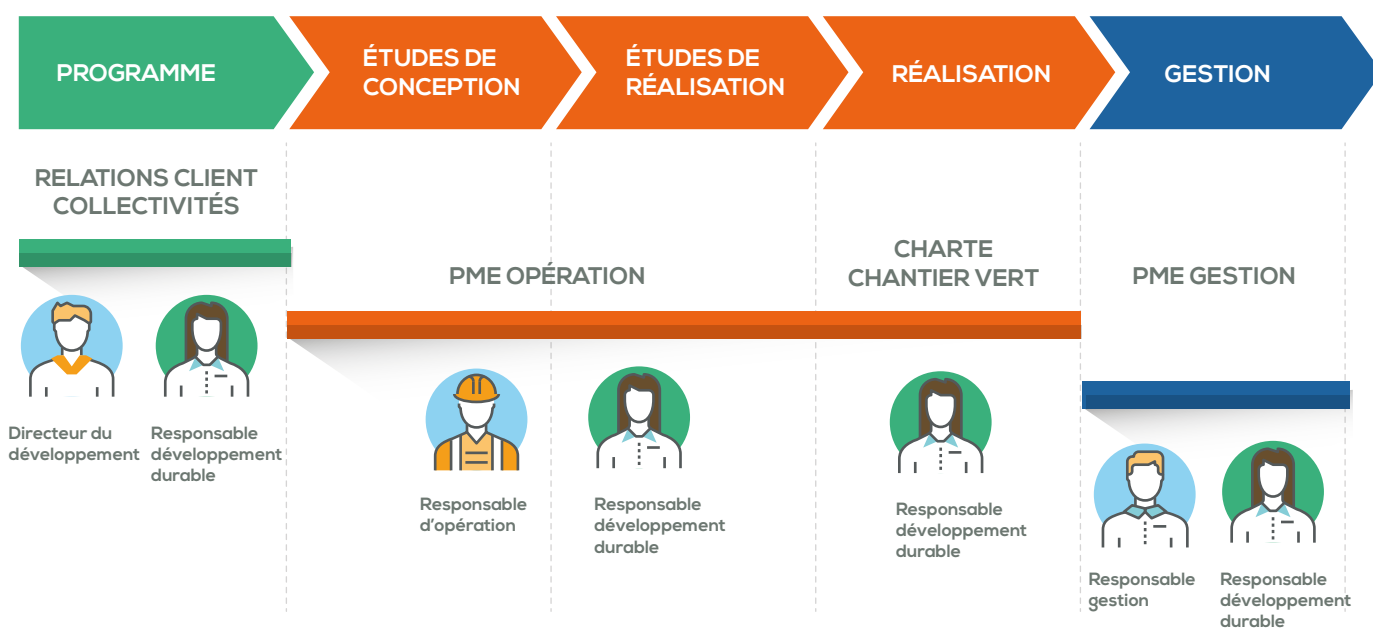 PROGRAMME
ÉTUDES DE
CONCEPTION
ÉTUDES DE
RÉALISATION
RÉALISATION
GESTION
RELATIONS CLIENT
COLLECTIVITÉS
PME OPÉRATION
CHARTE
CHANTIER VERT
PME GESTION
Directeur du
développement
Responsable
développement
durable
Responsable
d’opération
Responsable
développement
durable
Responsable
développement
durable
Responsable
gestion
Responsable
développement
durable